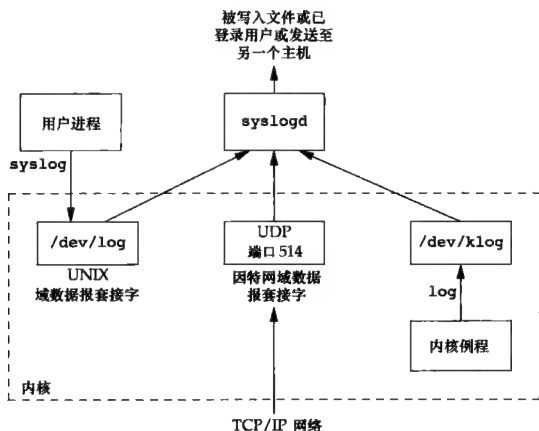 被写入文件或已
登录用户或发送至
另一个主机
用户进程
syslogd
syslog
/dev/log
UDP
端口 514
/dev/klog
UNIX
域数据报套接字
因特网域数据
报套接字
log
内核例程
内核
TCP/IP 网络